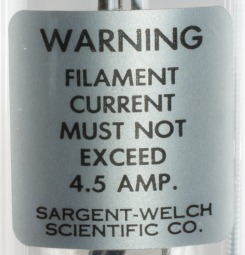 WARNING
FILAMENT
CURRENT
MUST NOT
EXCEED
4.5 AMP.
SARGENT-WELCH
SCIENTIFIC CO.